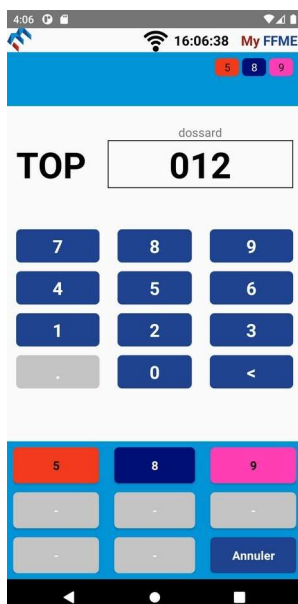 4:06
16:06:38 My FFME
5 8 9
dossard
TOP 012
7 8 9
4 5 6
1 2 3
. 0 <
5 8 9
- - -
- - Annuler